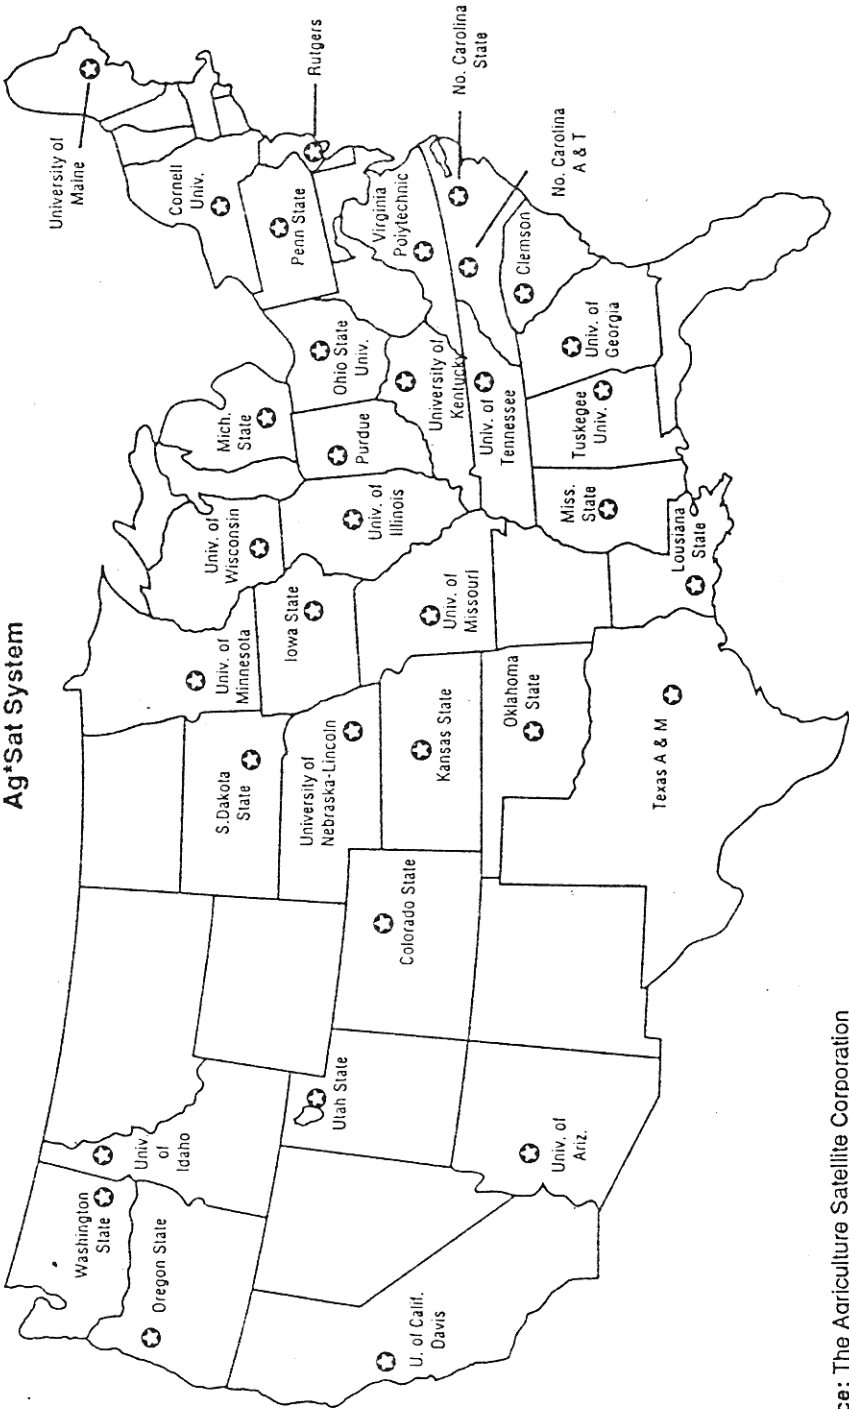 Ag*Sat System
Washington
State
Oregon State
Univ.
of
Idaho
U. of Calif.
Davis
Utah State
Univ. of
Ariz.
Colorado State
S.Dakota
State
University of
Nebraska-Lincoln
Kansas State
Oklahoma
State
Texas A & M
Univ. of
Minnesota
Iowa State
Univ. of
Missouri
Lousiana
State
Univ. of
Wisconsin
Univ. of
Illinois
Miss.
State
Mich.
State
Purdue
Ohio State
Univ.
University of
Kentucky
Univ. of
Tennessee
Tuskegee
Univ.
Univ. of
Georgia
Clemson
Virginia
Polytechnic
No. Carolina
A & T
No. Carolina
State
Penn State
Cornell
Univ.
Rutgers
University of
Maine
ce: The Agriculture Satellite Corporation